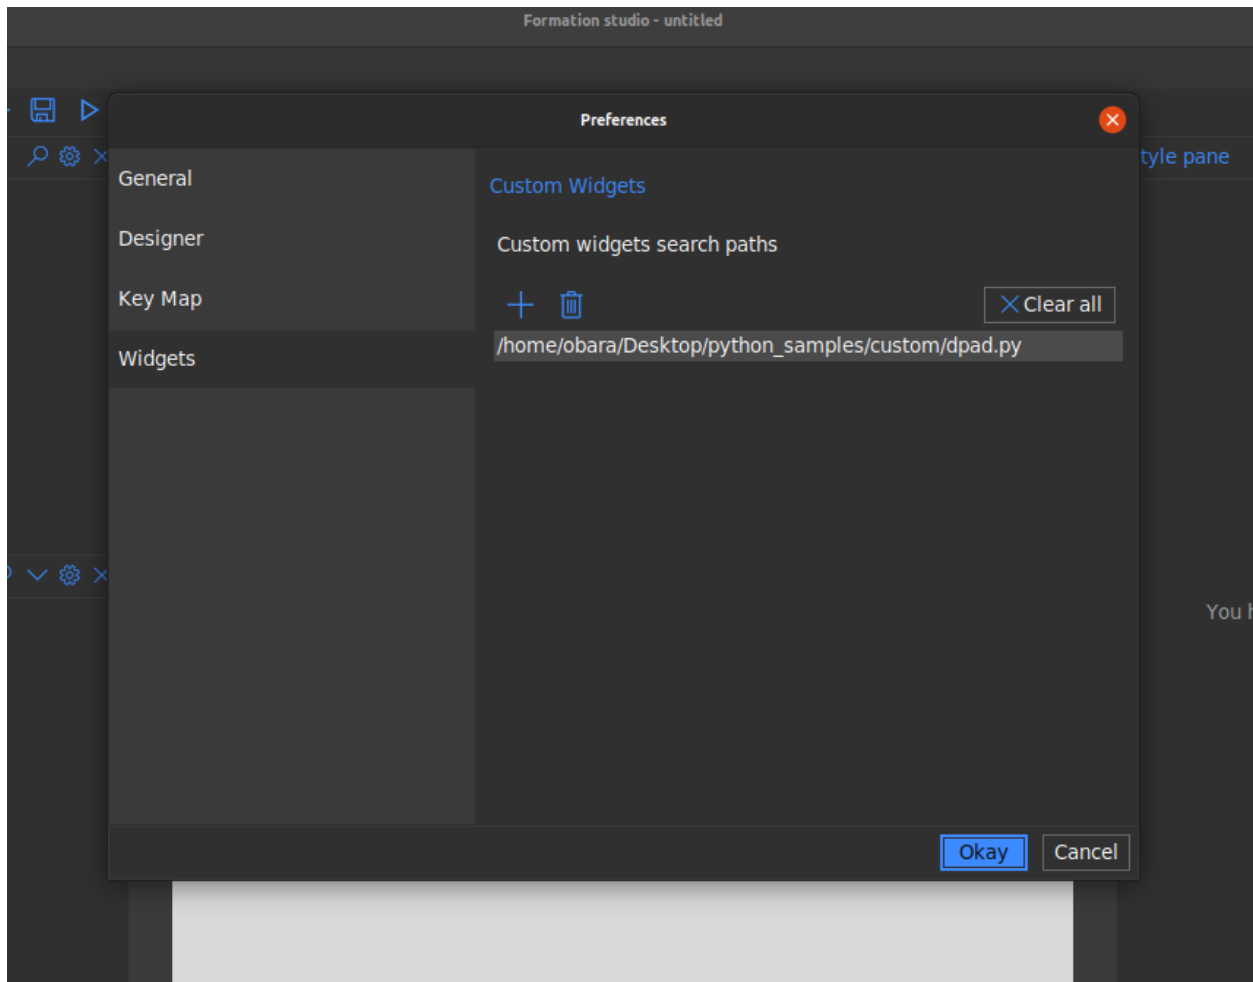 Formation studio - untitled
Preferences
tyle pane
General
Designer
Key Map
Widgets
Custom Widgets
Custom widgets search paths
Clear all
/home/obara/Desktop/python_samples/custom/dpad.py
You
Okay
Cancel